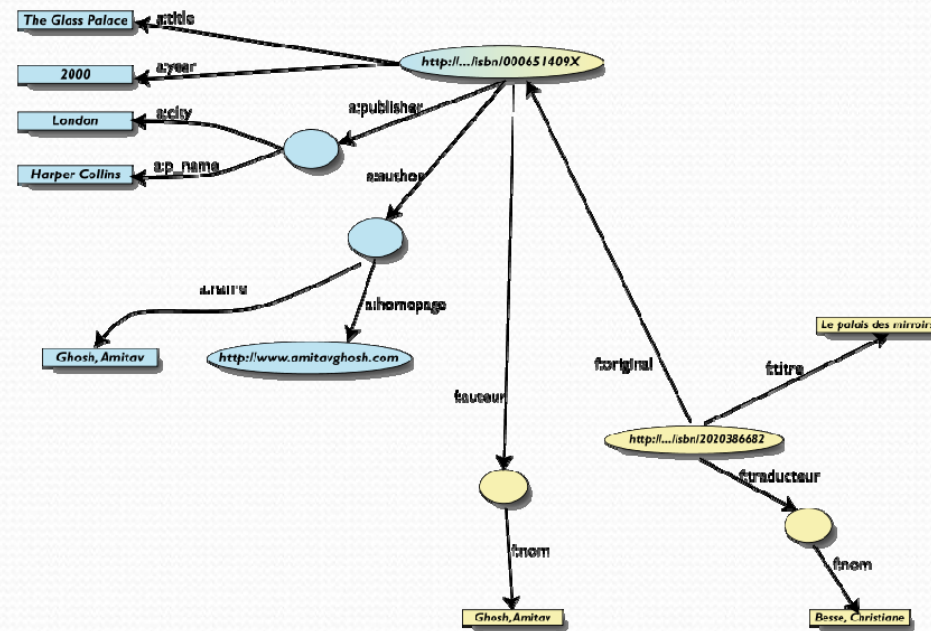 The Glass Palace
a:title
http://.../isbn/000651409X
2000
a:year
London
a:city
a:publisher
Harper Collins
a:p_name
a:author
a:name
a:homepage
Ghosh, Amitav
http://www.amitavghosh.com
Le palais des mirroirs
f:original
f:titre
f:auteur
http://.../isbn/2020386682
f:traducteur
f:nom
f:nom
Ghosh, Amitav
Besse, Christiane